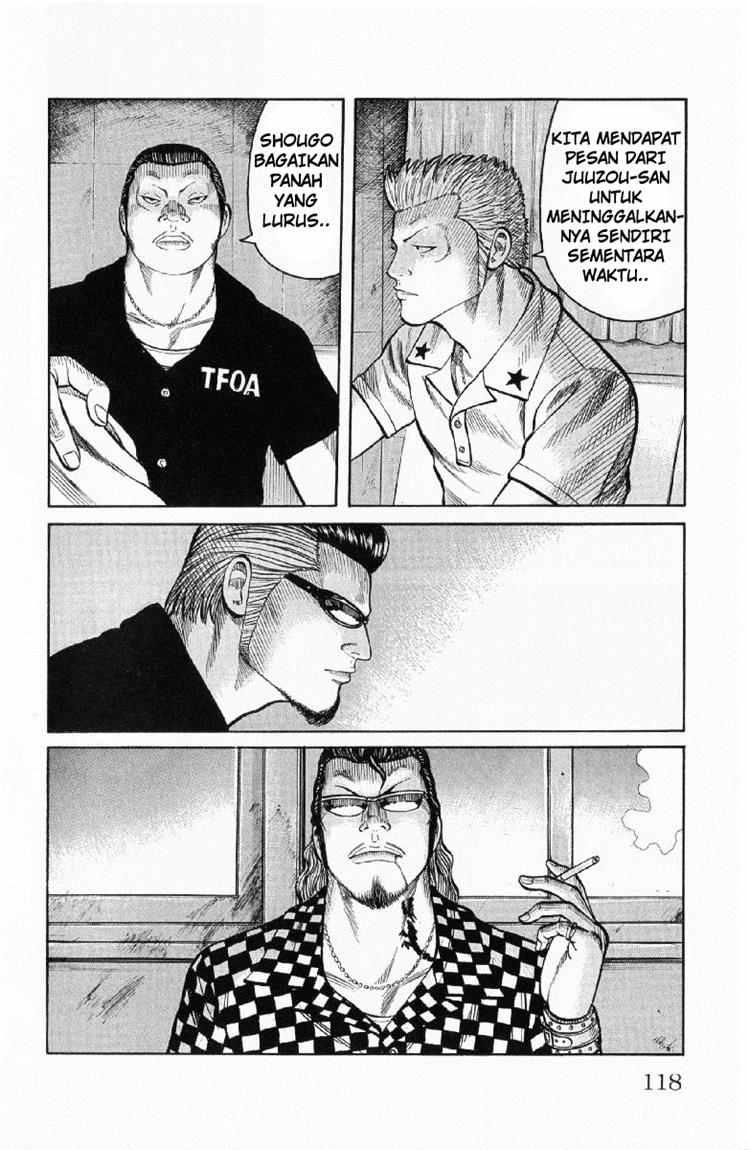 KITA MENDAPAT
PESAN DARI
JUUZOU-SAN
UNTUK
MENINGGALKAN-
NYA SENDIRI
SEMENTARA
WAKTU..
SHOUGO
BAGAIKAN
PANAH
YANG
LURUS..
TFOA
118